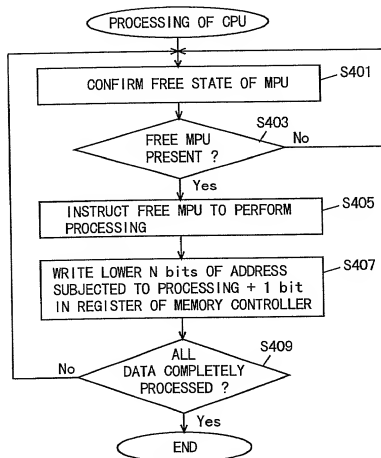 PROCESSING OF CPU
CONFIRM FREE STATE OF MPU
S401
FREE MPU
PRESENT ?
S403
No
Yes
INSTRUCT FREE MPU TO PERFORM
PROCESSING
S405
WRITE LOWER N bits OF ADDRESS
SUBJECTED TO PROCESSING + 1 bit
IN REGISTER OF MEMORY CONTROLLER
S407
ALL
DATA COMPLETELY
PROCESSED ?
S409
No
Yes
END